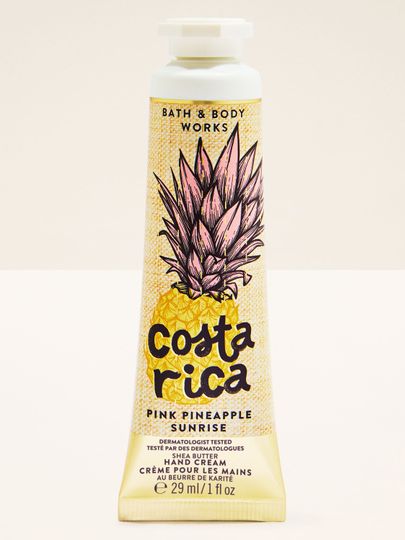 BATH & BODY
WORKS
costa
rica
PINK PINEAPPLE
SUNRISE
DERMATOLOGIST TESTED
TESTÉ PAR DES DERMATOLOGUES
SHEA BUTTER
HAND CREAM
CRÈME POUR LES MAINS
AU BEURRE DE KARITÉ
℮ 29 ml/1 fl oz